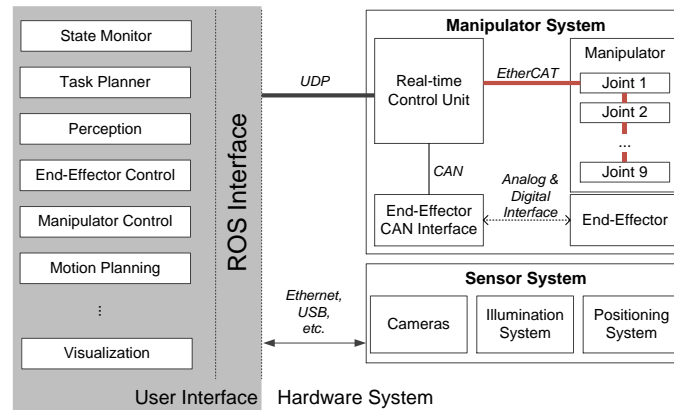 State Monitor
Task Planner
Perception
End-Effector Control
Manipulator Control
Motion Planning
...
Visualization
ROS Interface
User Interface
UDP
Ethernet,
USB,
etc.
Manipulator System
Real-time
Control Unit
EtherCAT
Manipulator
Joint 1
Joint 2
...
Joint 9
CAN
End-Effector
CAN Interface
Analog &
Digital
Interface
End-Effector
Sensor System
Cameras
Illumination
System
Positioning
System
Hardware System